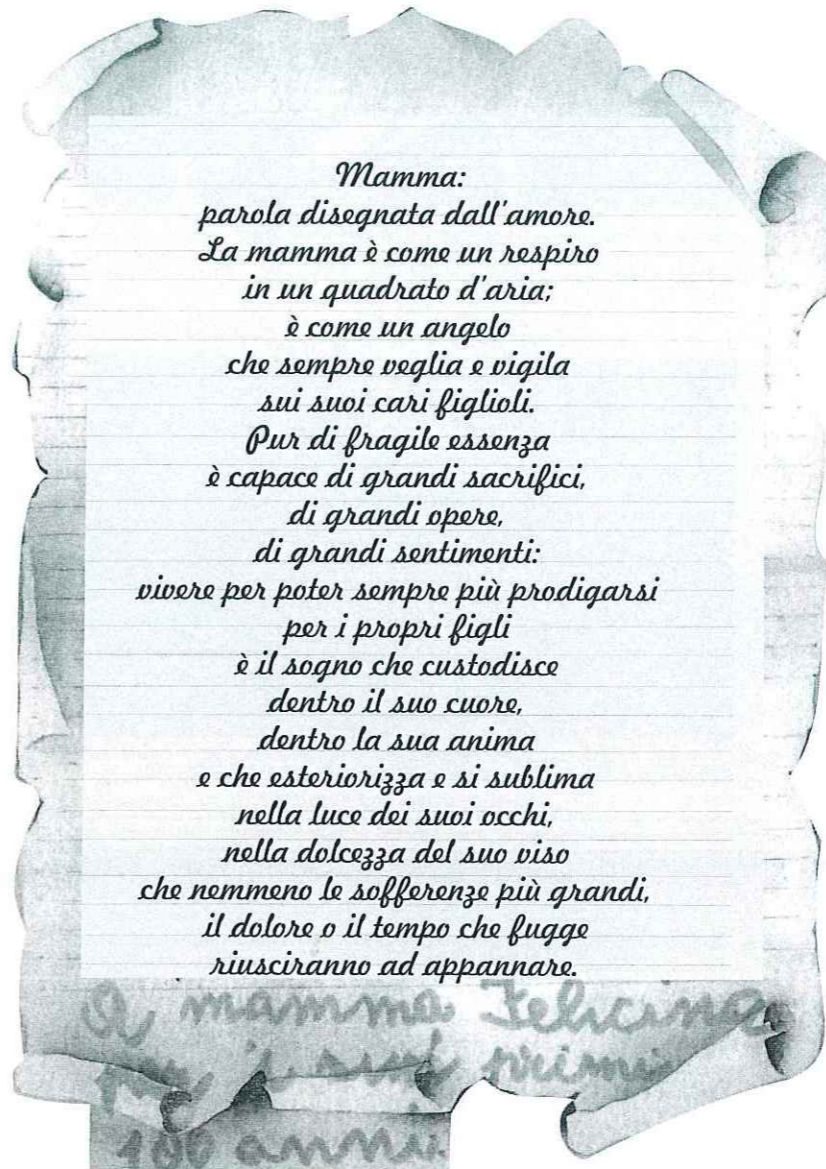 Mamma:
parola disegnata dall'amore.
La mamma è come un respiro
in un quadrato d'aria;
è come un angelo
che sempre veglia e vigila
sui suoi cari figlioli.
Pur di fragile essenza
è capace di grandi sacrifici,
di grandi opere,
di grandi sentimenti:
vivere per poter sempre più prodigarsi
per i propri figli
è il sogno che custodisce
dentro il suo cuore,
dentro la sua anima
e che esteriorizza e si sublima
nella luce dei suoi occhi,
nella dolcezza del suo viso
che nemmeno le sofferenze più grandi,
il dolore o il tempo che fugge
riusciranno ad appannare.
A mamma Felicina
per i suoi primi
100 anni.